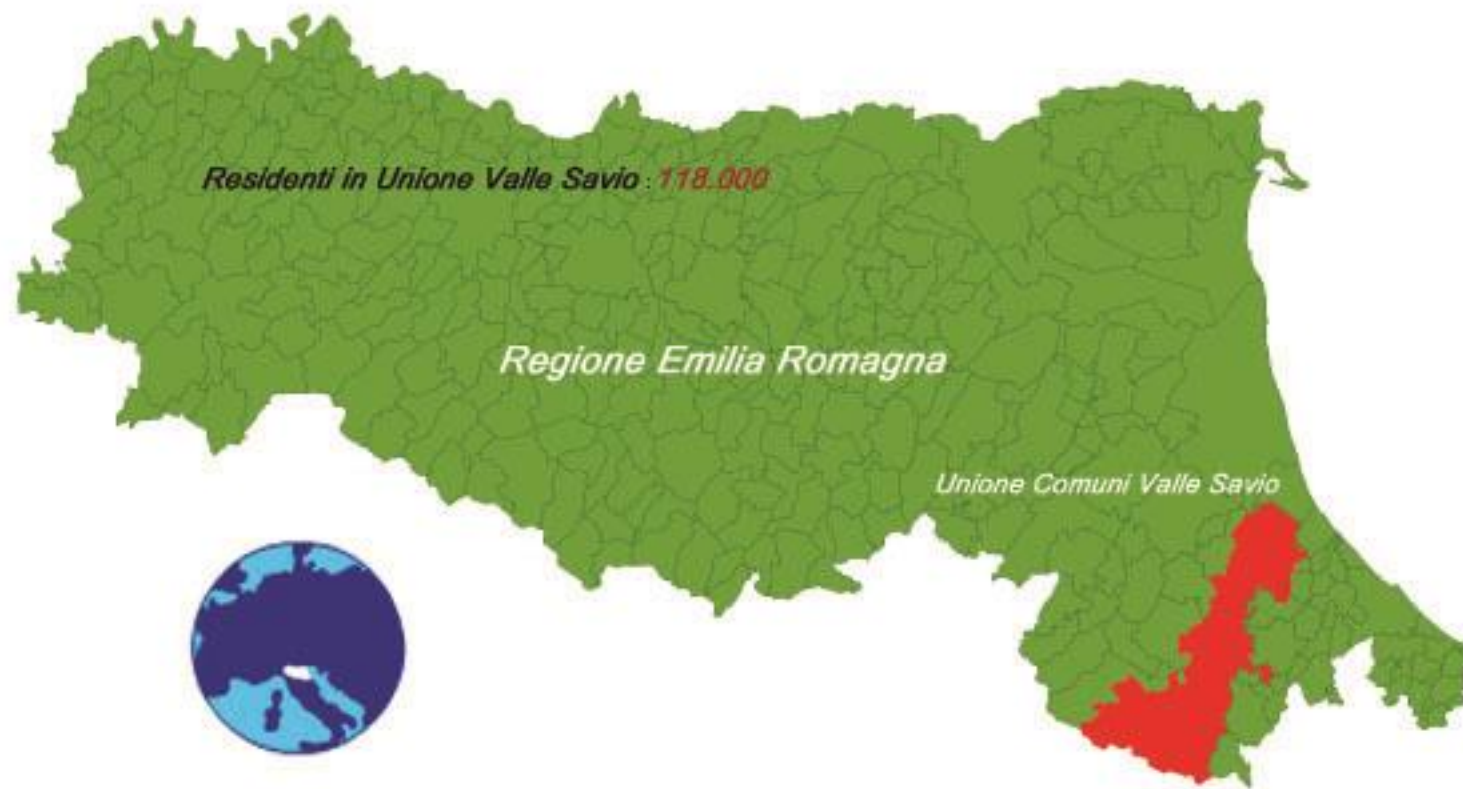 Residenti in Unione Valle Savio : 118.000
Regione Emilia Romagna
Unione Comuni Valle Savio